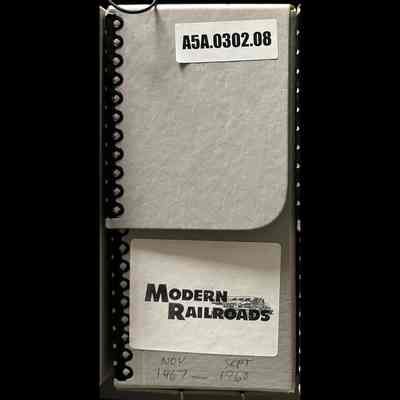 A5A.0302.08
MODERN
RAILROADS
NOV SEPT
1967 — 1968